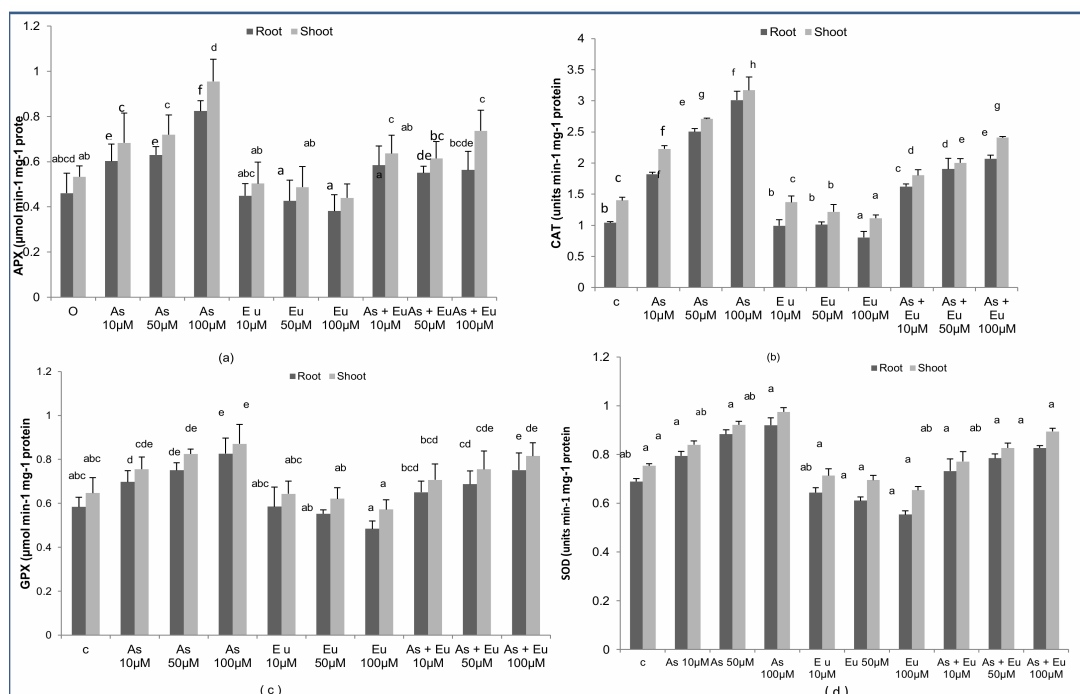 1.2
Root Shoot
1
0.8
0.6
0.4
0.2
0
APX (µmol min-1 mg-1 prote
abcd ab e c e c f d abc ab a ab a a c ab de bc bcde c
O As 10µM As 50µM As 100µM E u 10µM Eu 50µM Eu 100µM As + Eu 10µM As + Eu 50µM As + Eu 100µM
(a)
4
Root Shoot
3.5
3
2.5
2
1.5
1
0.5
0
CAT (units min-1 mg-1 protein)
b c f f e g f h b c b b a a c d d e e g
c As 10µM As 50µM As 100µM E u 10µM Eu 50µM Eu 100µM As + Eu 10µM As + Eu 50µM As + Eu 100µM
(b)
1.2
Root Shoot
1
0.8
0.6
0.4
0.2
0
GPX (µmol min-1 mg-1 protein)
abc abc d cde de de e e abc abc ab ab a a bcd bcd cd cde e de
c As 10µM As 50µM As 100µM E u 10µM Eu 50µM Eu 100µM As + Eu 10µM As + Eu 50µM As + Eu 100µM
( c )
1.2
Root Shoot
1
0.8
0.6
0.4
0.2
0
SOD (units min-1 mg-1 protein)
ab a a a ab a ab a ab a a a a a ab a ab a a a
c As 10µM As 50µM As 100µM E u 10µM Eu 50µM Eu 100µM As + Eu 10µM As + Eu 50µM As + Eu 100µM
( d )